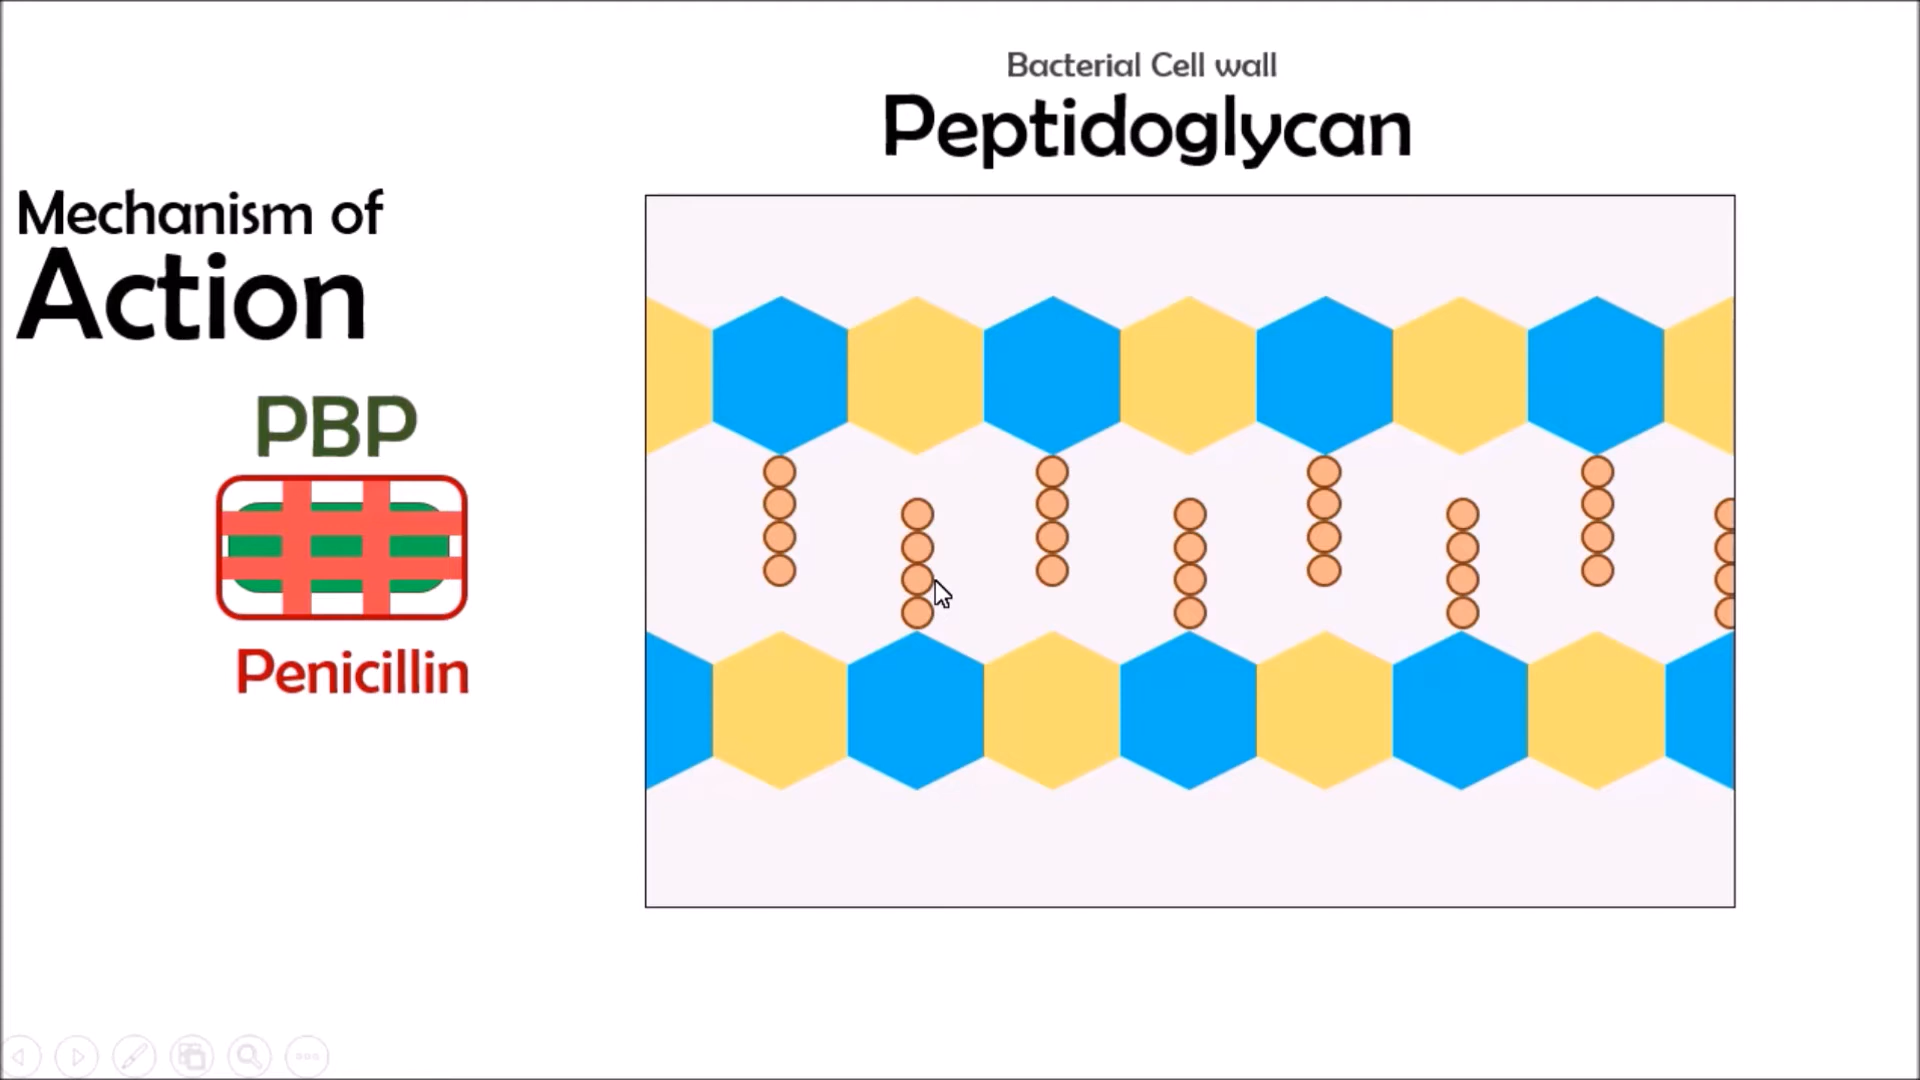 Bacterial Cell wall
Peptidoglycan
Mechanism of
Action
PBP
Penicillin